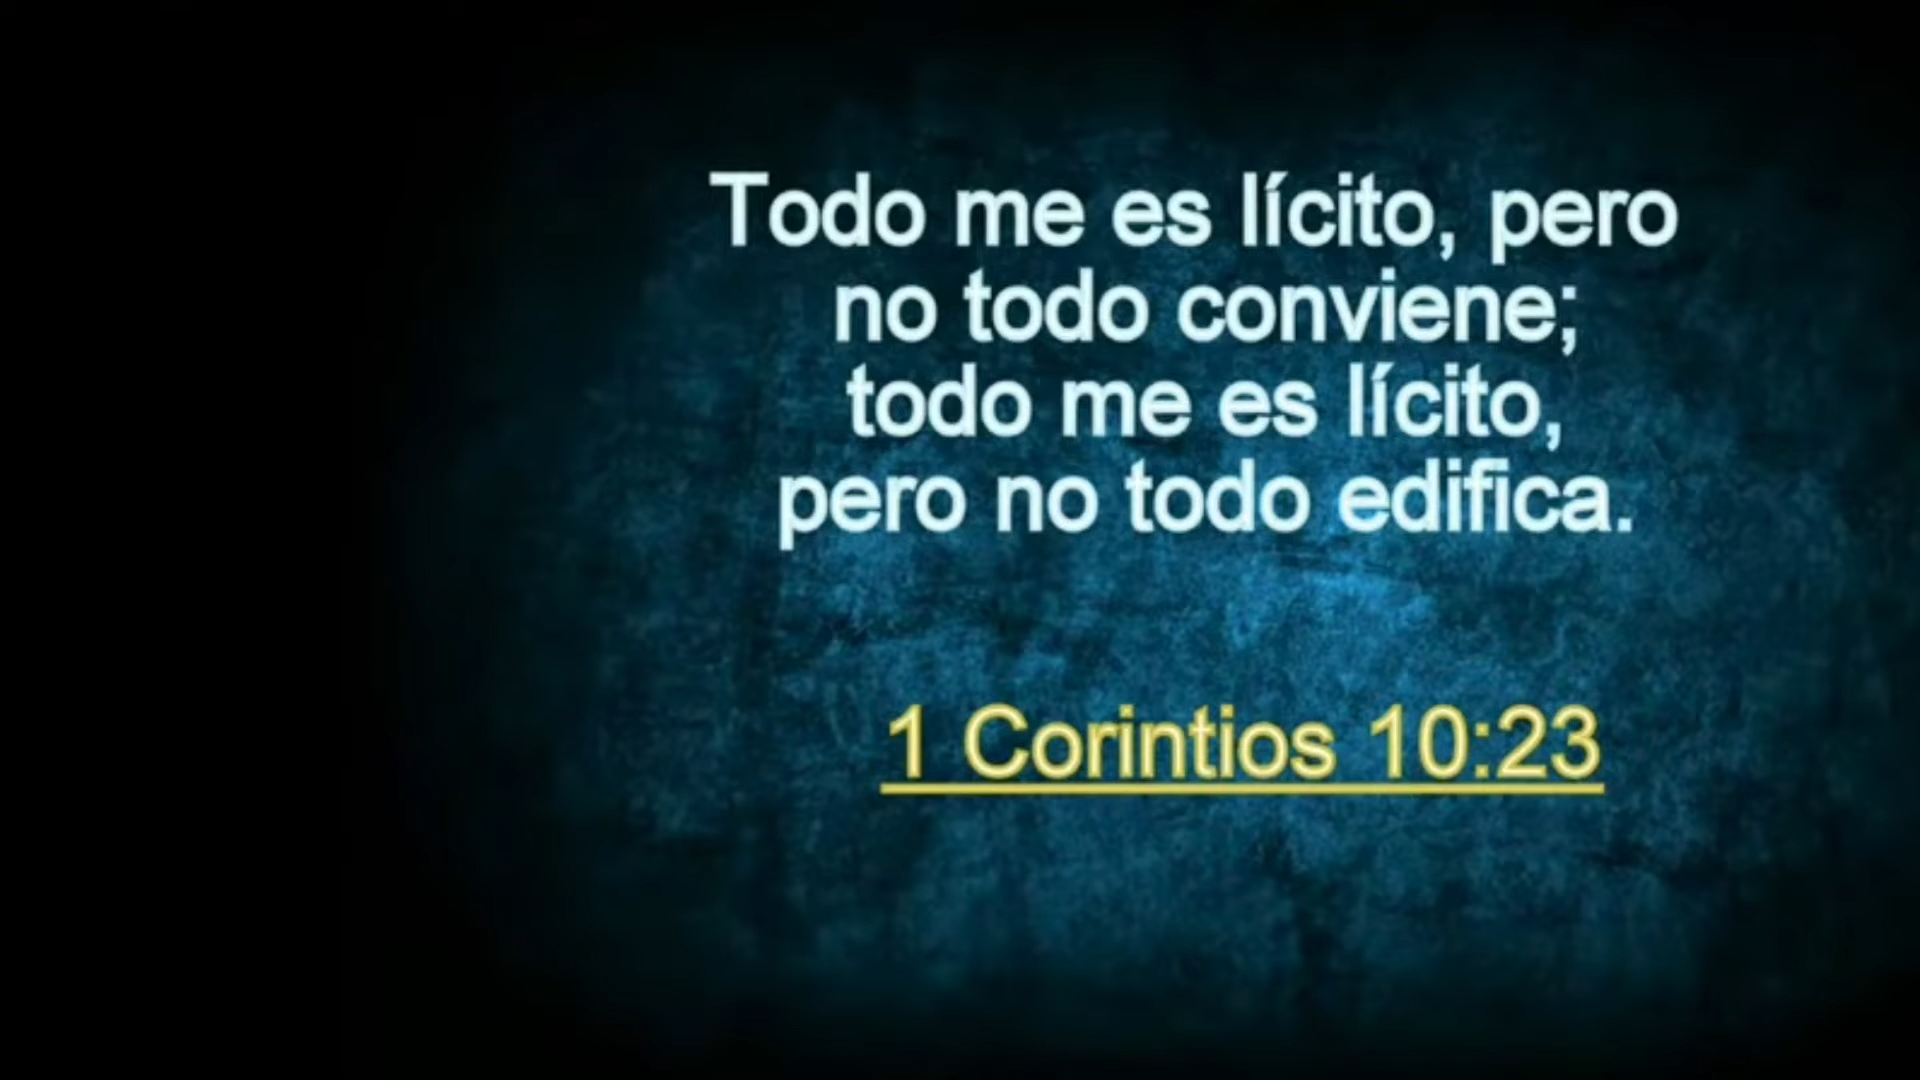 Todo me es lícito, pero
no todo conviene;
todo me es lícito,
pero no todo edifica.
1 Corintios 10:23